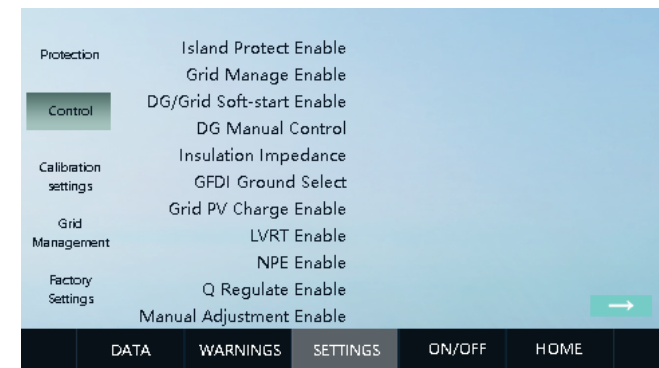 Protection
Control
Calibration
settings
Grid
Management
Factory
Settings
Island Protect Enable
Grid Manage Enable
DG/Grid Soft-start Enable
DG Manual Control
Insulation Impedance
GFDI Ground Select
Grid PV Charge Enable
LVRT Enable
NPE Enable
Q Regulate Enable
Manual Adjustment Enable
→
DATA WARNINGS SETTINGS ON/OFF HOME